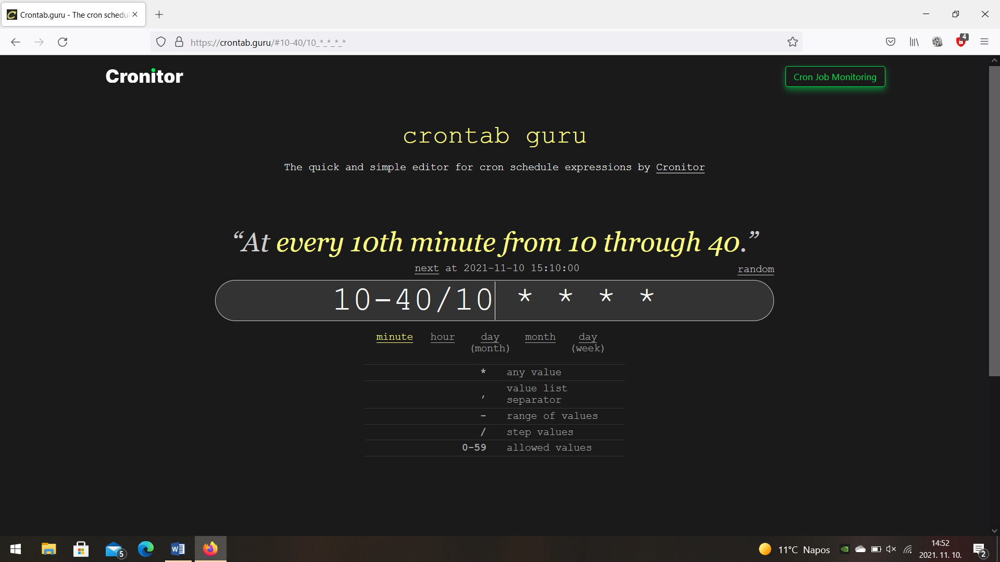 Crontab.guru - The cron schedu
https://crontab.guru/#10-40/10_*_*_*_*
4
Cronitor
Cron Job Monitoring
crontab guru
The quick and simple editor for cron schedule expressions by Cronitor
“At every 10th minute from 10 through 40.”
next at 2021-11-10 15:10:00
random
10-40/10 * * * *
minute hour day (month) month day (week)
* any value
, value list separator
- range of values
/ step values
0-59 allowed values
5
11°C Napos
14:52
2021. 11. 10.
2